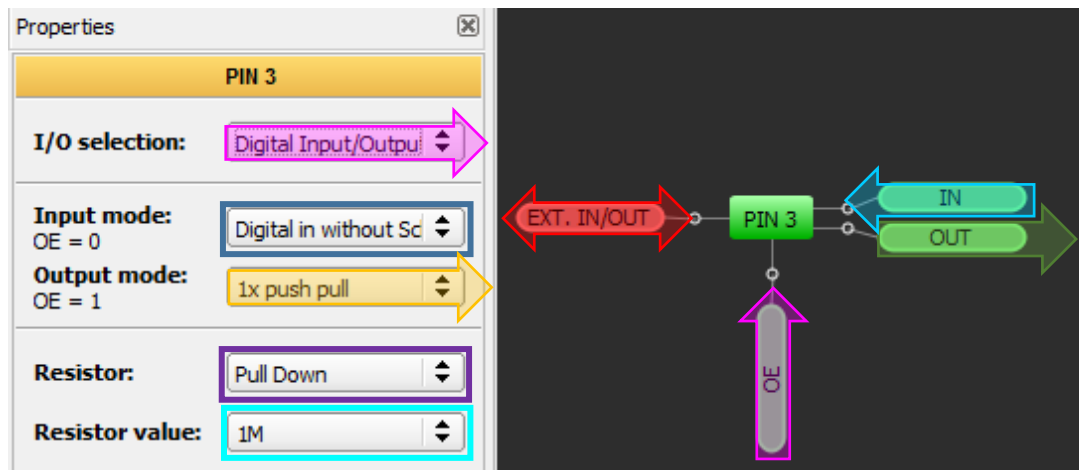 Properties
PIN 3
I/O selection: Digital Input/Outpu
Input mode:
OE = 0
Digital in without Sc
Output mode:
OE = 1
1x push pull
Resistor: Pull Down
Resistor value: 1M
EXT. IN/OUT
PIN 3
IN
OUT
OE